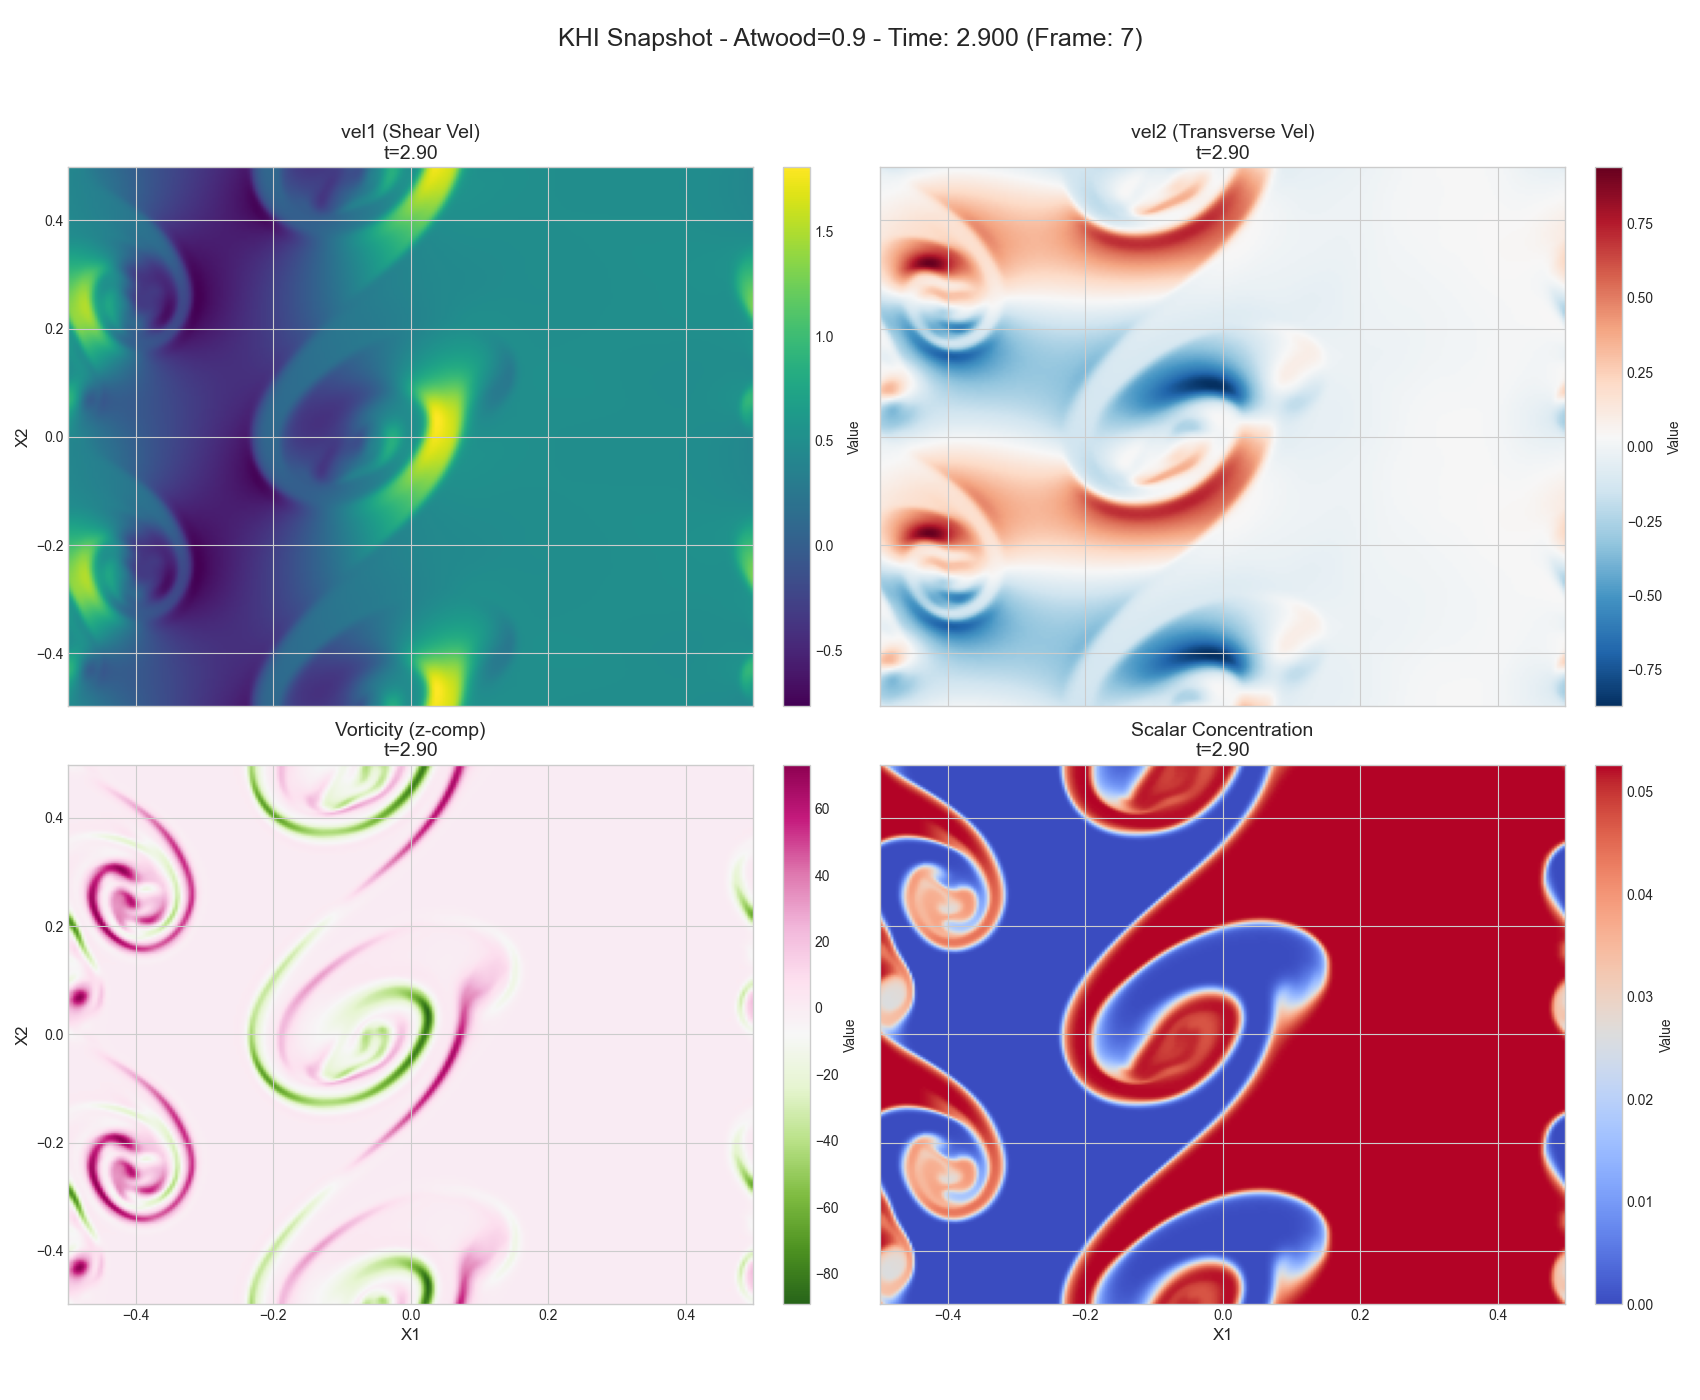 KHI Snapshot - Atwood=0.9 - Time: 2.900 (Frame: 7)
vel1 (Shear Vel)
t=2.90
X2
0.4
0.2
0.0
−0.2
−0.4
1.5
1.0
0.5
0.0
−0.5
Value
vel2 (Transverse Vel)
t=2.90
0.75
0.50
0.25
0.00
−0.25
−0.50
−0.75
Value
Vorticity (z-comp)
t=2.90
X2
0.4
0.2
0.0
−0.2
−0.4
−0.4
−0.2
0.0
0.2
0.4
X1
60
40
20
0
−20
−40
−60
−80
Value
Scalar Concentration
t=2.90
−0.4
−0.2
0.0
0.2
0.4
X1
0.05
0.04
0.03
0.02
0.01
0.00
Value